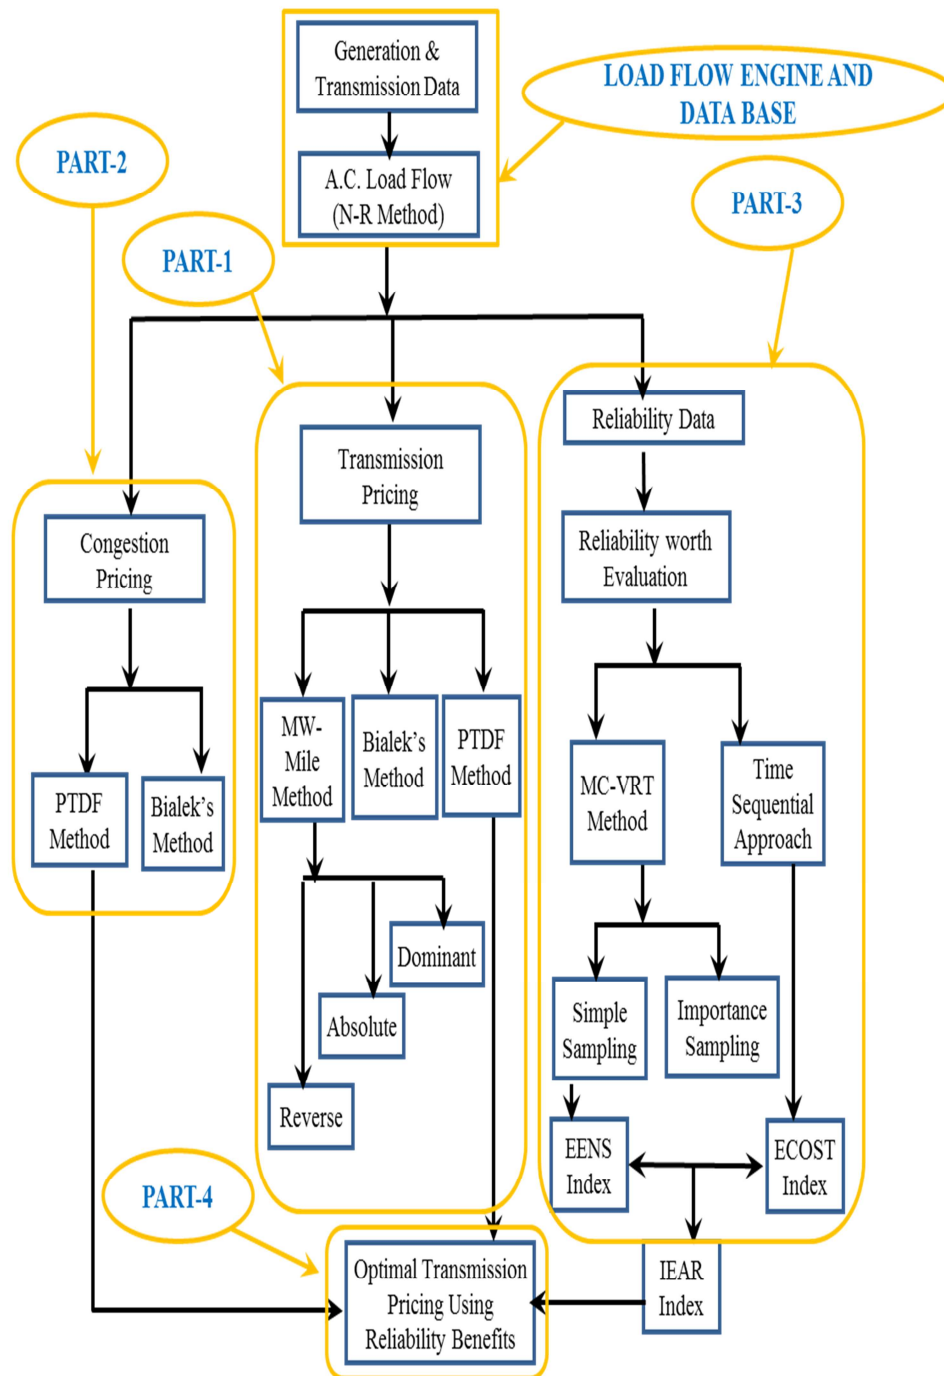 Generation &
Transmission Data
LOAD FLOW ENGINE AND
DATA BASE
PART-2
A.C. Load Flow
(N-R Method)
PART-3
PART-1
Reliability Data
Transmission
Pricing
Congestion
Pricing
Reliability worth
Evaluation
MW-
Mile
Method
Bialek's
Method
PTDF
Method
PTDF
Method
Bialek's
Method
MC-VRT
Method
Time
Sequential
Approach
Dominant
Absolute
Reverse
Simple
Sampling
Importance
Sampling
EENS
Index
ECOST
Index
PART-4
Optimal Transmission
Pricing Using
Reliability Benefits
IEAR
Index